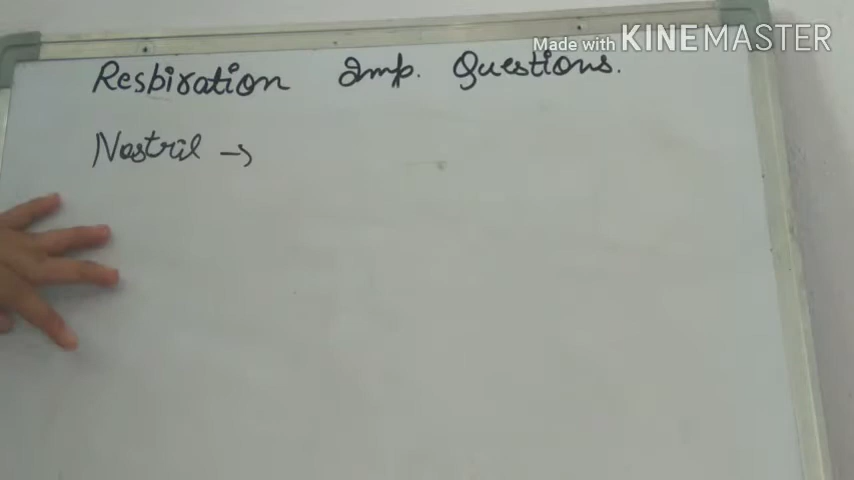 Made with KINEMASTER
Resbiration Imp. Questions.
Nostril →